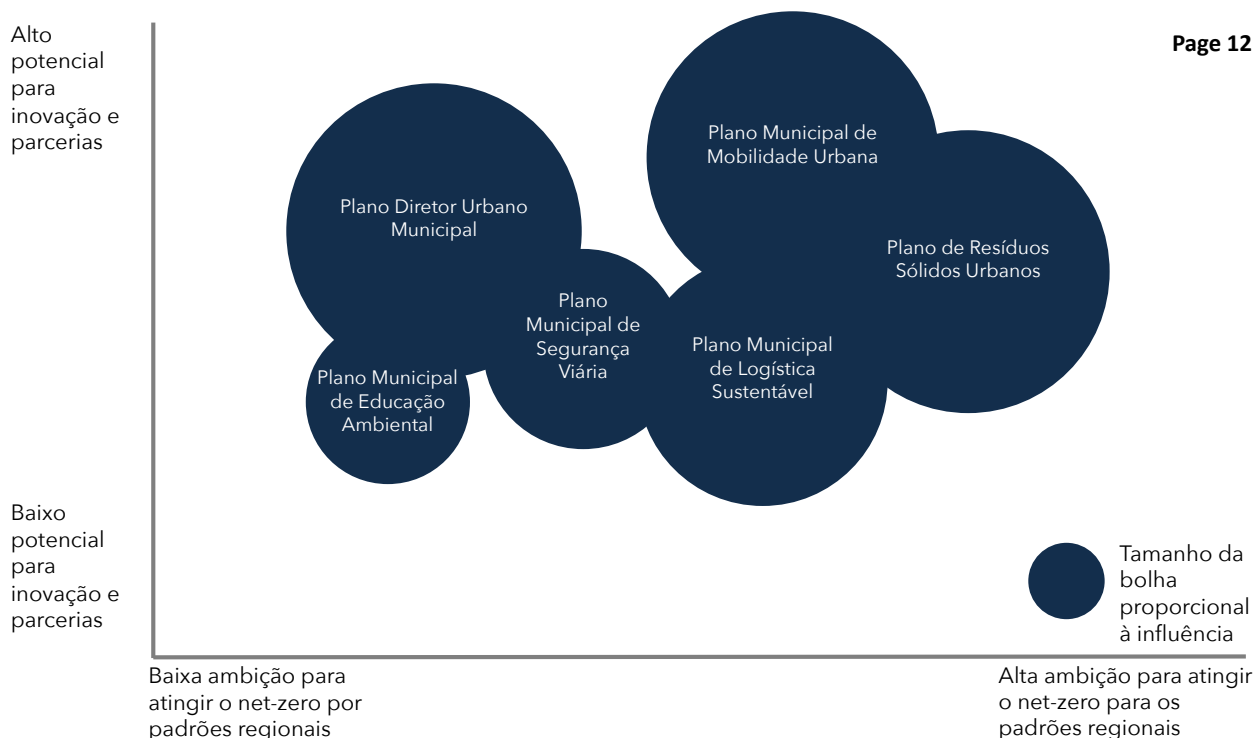 Alto
potencial
para
inovação e
parcerias
Page 12
Plano Municipal de
Mobilidade Urbana
Plano Diretor Urbano
Municipal
Plano de Resíduos
Sólidos Urbanos
Plano
Municipal de
Segurança
Viária
Plano Municipal
de Logística
Sustentável
Plano Municipal
de Educação
Ambiental
Baixo
potencial
para
inovação e
parcerias
Tamanho da
bolha
proporcional
à influência
Baixa ambição para
atingir o net-zero por
padrões regionais
Alta ambição para atingir
o net-zero para os
padrões regionais